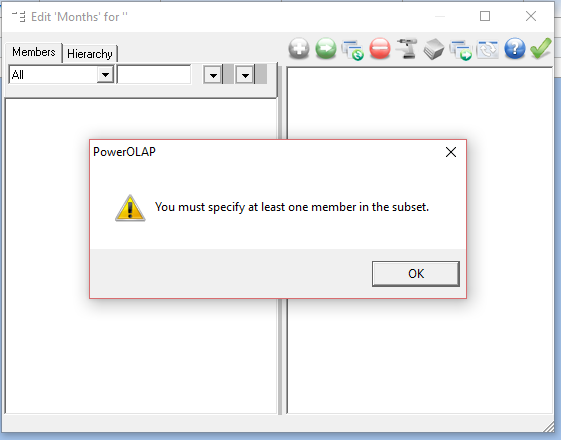 Edit 'Months' for ''
Members
Hierarchy
All
PowerOLAP
You must specify at least one member in the subset.
OK